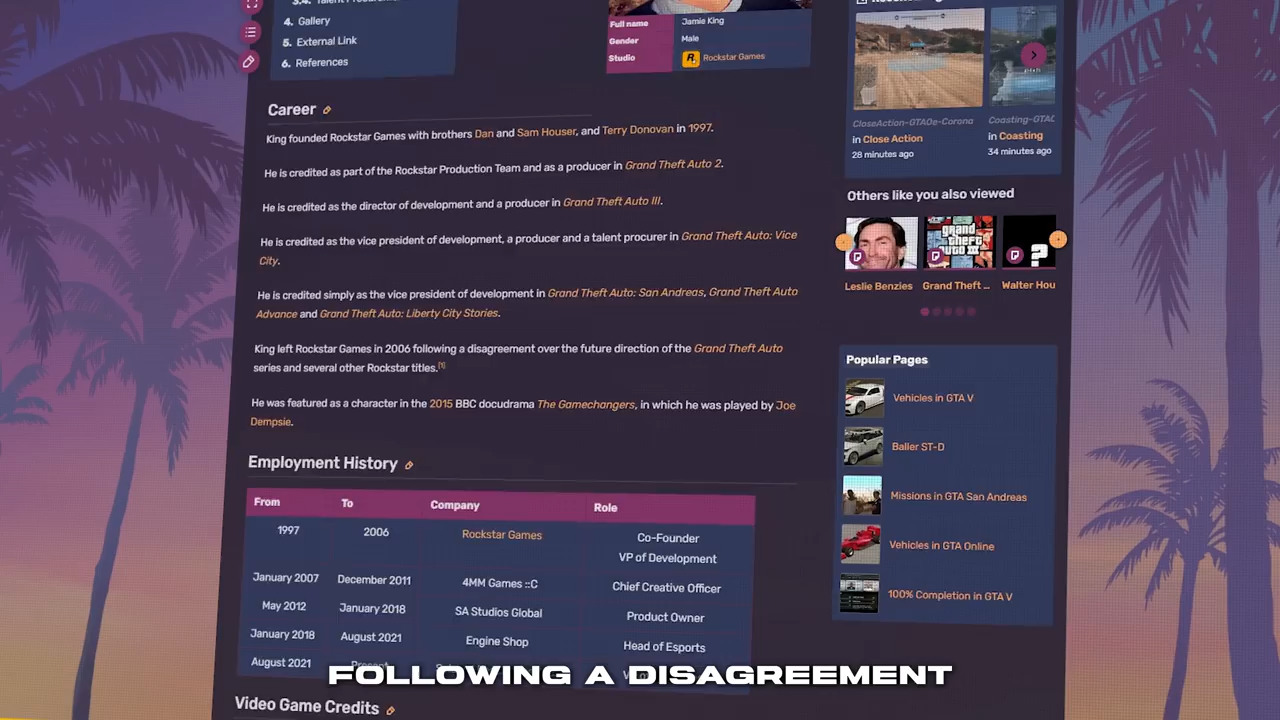 4. Gallery
5. External Link
6. References
Full name Jamie King
Gender Male
Studio Rockstar Games
Career
King founded Rockstar Games with brothers Dan and Sam Houser, and Terry Donovan in 1997.
He is credited as part of the Rockstar Production Team and as a producer in Grand Theft Auto 2.
He is credited as the director of development and a producer in Grand Theft Auto III.
He is credited as the vice president of development, a producer and a talent procurer in Grand Theft Auto: Vice
City.
He is credited simply as the vice president of development in Grand Theft Auto: San Andreas, Grand Theft Auto
Advance and Grand Theft Auto: Liberty City Stories.
King left Rockstar Games in 2006 following a disagreement over the future direction of the Grand Theft Auto
series and several other Rockstar titles.[1]
He was featured as a character in the 2015 BBC docudrama The Gamechangers, in which he was played by Joe
Dempsie.
Employment History
From To Company Role
1997 2006 Rockstar Games Co-Founder
VP of Development
January 2007 December 2011 4MM Games ::C Chief Creative Officer
May 2012 January 2018 SA Studios Global Product Owner
January 2018 August 2021 Engine Shop Head of Esports
August 2021 Present
Video Game Credits
CloseAction-GTAOe-Corona
in Close Action
28 minutes ago
Coasting-GTAO
in Coasting
34 minutes ago
Others like you also viewed
grand
theft
auto III
?
Leslie Benzies
Grand Theft ...
Walter Hou
Popular Pages
Vehicles in GTA V
Baller ST-D
Missions in GTA San Andreas
Vehicles in GTA Online
100% Completion in GTA V
FOLLOWING A DISAGREEMENT